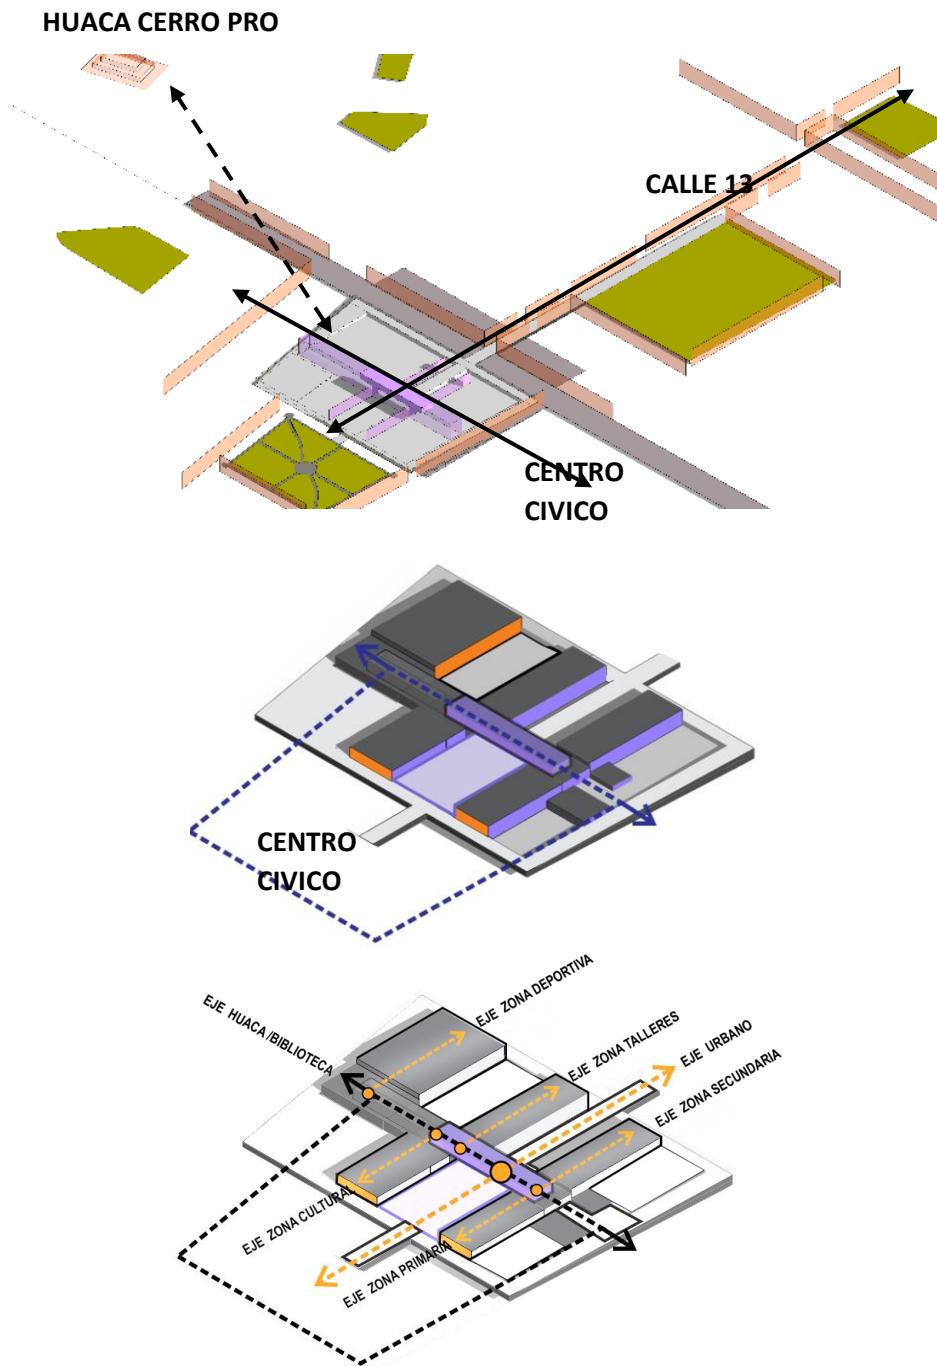 HUACA CERRO PRO
CALLE 13
CENTRO
CIVICO
CENTRO
CIVICO
EJE ZONA DEPORTIVA
EJE HUACA /BIBLIOTECA
EJE ZONA TALLERES
EJE URBANO
EJE ZONA SECUNDARIA
EJE ZONA CULTURAL
EJE ZONA PRIMARIA